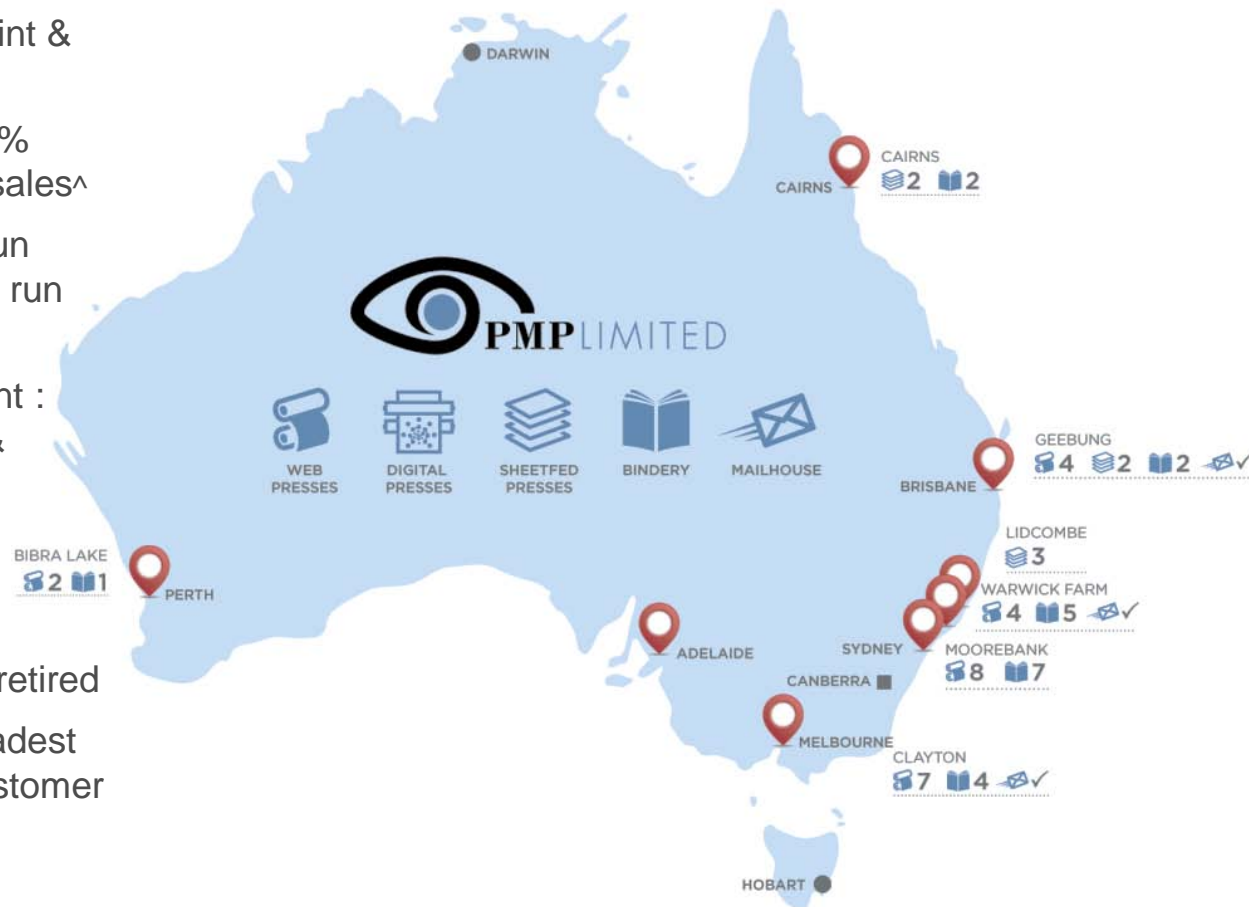 int &
%
sales^
un
run
nt :
&
retired
adest
stomer
DARWIN
CAIRNS
CAIRNS
2 2
PMP LIMITED
WEB
PRESSES
DIGITAL
PRESSES
SHEETFED
PRESSES
BINDERY
MAILHOUSE
BRISBANE
GEEBUNG
4 2 2 ✓
LIDCOMBE
3
WARWICK FARM
4 5 ✓
SYDNEY
MOOREBANK
8 7
BIBRA LAKE
2 1
PERTH
ADELAIDE
CANBERRA
MELBOURNE
CLAYTON
7 4 ✓
HOBART